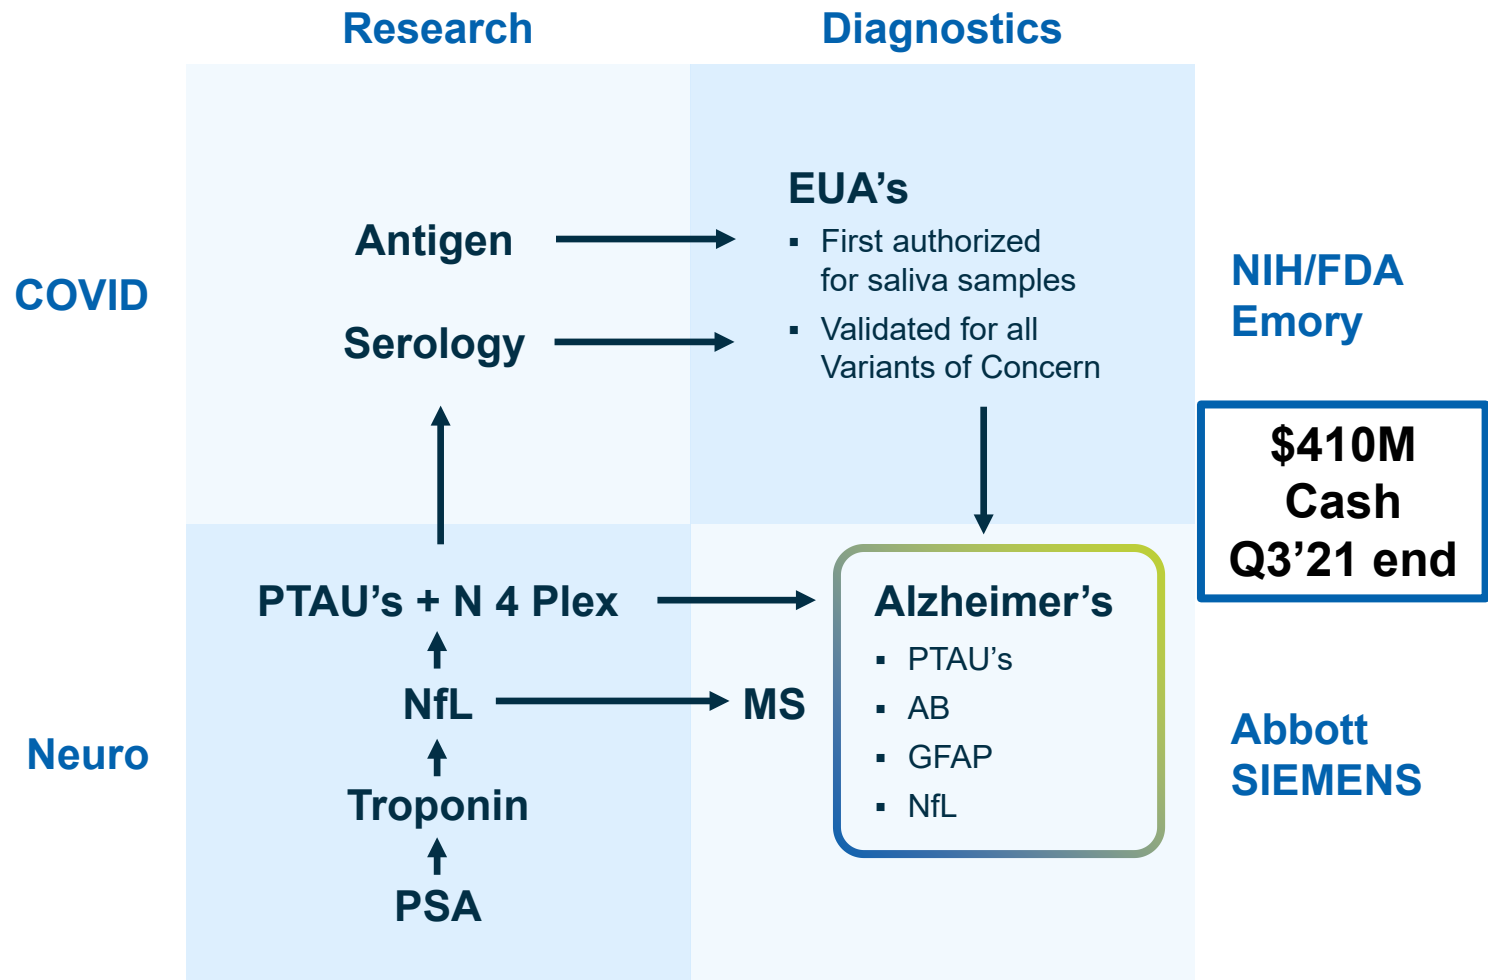 Research
Diagnostics
COVID
Antigen
Serology
EUA’s
▪ First authorized
for saliva samples
▪ Validated for all
Variants of Concern
NIH/FDA
Emory
$410M
Cash
Q3’21 end
Neuro
PTAU’s + N 4 Plex
NfL
Troponin
PSA
MS
Alzheimer’s
▪ PTAU’s
▪ AB
▪ GFAP
▪ NfL
Abbott
SIEMENS